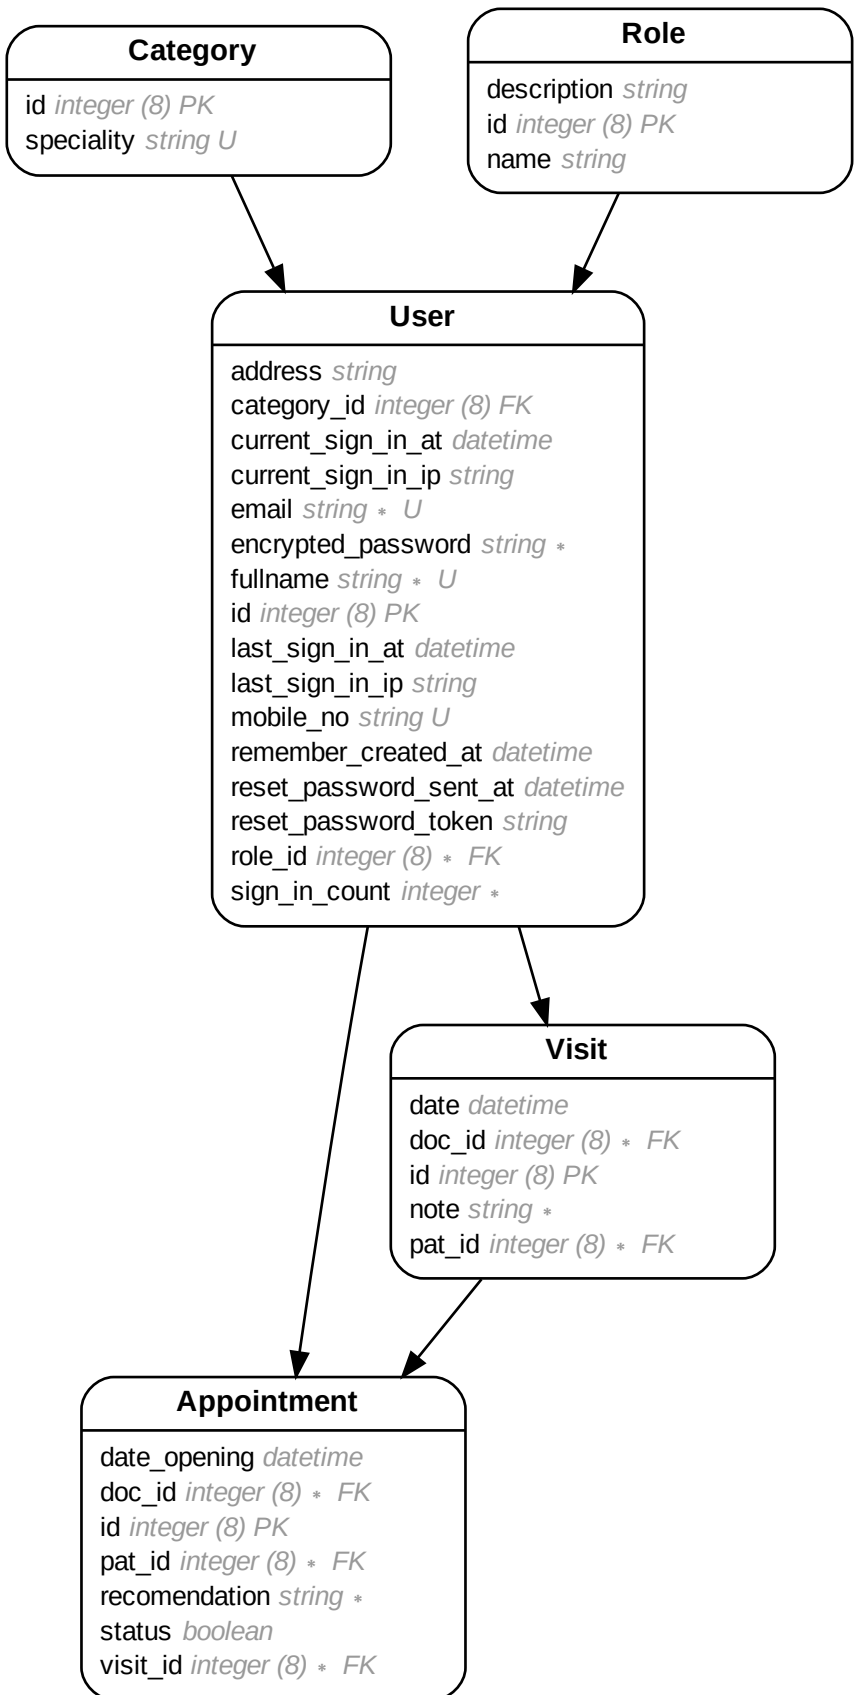 Category
id integer (8) PK
speciality string U
Role
description string
id integer (8) PK
name string
User
address string
category_id integer (8) FK
current_sign_in_at datetime
current_sign_in_ip string
email string * U
encrypted_password string *
fullname string * U
id integer (8) PK
last_sign_in_at datetime
last_sign_in_ip string
mobile_no string U
remember_created_at datetime
reset_password_sent_at datetime
reset_password_token string
role_id integer (8) * FK
sign_in_count integer *
Visit
date datetime
doc_id integer (8) * FK
id integer (8) PK
note string *
pat_id integer (8) * FK
Appointment
date_opening datetime
doc_id integer (8) * FK
id integer (8) PK
pat_id integer (8) * FK
recomendation string *
status boolean
visit_id integer (8) * FK